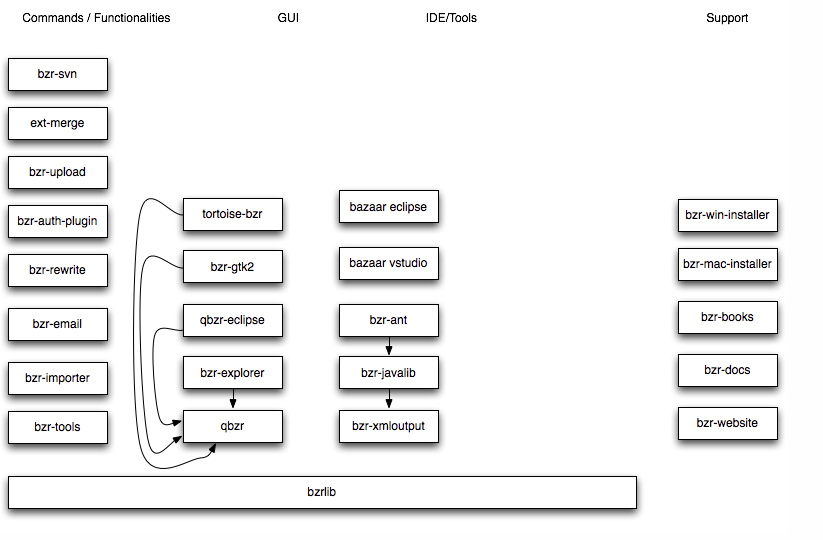 Commands / Functionalities
GUI
IDE/Tools
Support
bzr-svn
ext-merge
bzr-upload
bzr-auth-plugin
bzr-rewrite
bzr-email
bzr-importer
bzr-tools
tortoise-bzr
bzr-gtk2
qbzr-eclipse
bzr-explorer
qbzr
bazaar eclipse
bazaar vstudio
bzr-ant
bzr-javalib
bzr-xmloutput
bzr-win-installer
bzr-mac-installer
bzr-books
bzr-docs
bzr-website
bzrlib